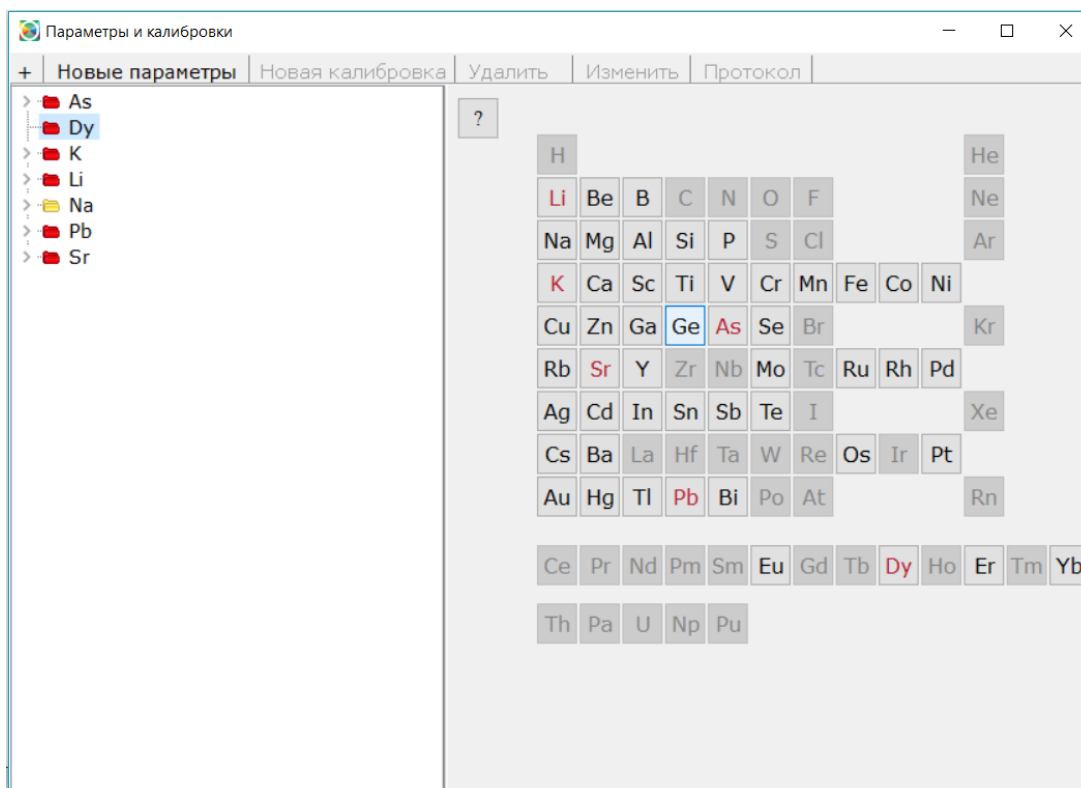 Параметры и калибровки
+ Новые параметры Новая калибровка Удалить Изменить Протокол
As
Dy
K
Li
Na
Pb
Sr
?
H He
Li Be B C N O F Ne
Na Mg Al Si P S Cl Ar
K Ca Sc Ti V Cr Mn Fe Co Ni
Cu Zn Ga Ge As Se Br Kr
Rb Sr Y Zr Nb Mo Tc Ru Rh Pd
Ag Cd In Sn Sb Te I Xe
Cs Ba La Hf Ta W Re Os Ir Pt
Au Hg Tl Pb Bi Po At Rn
Ce Pr Nd Pm Sm Eu Gd Tb Dy Ho Er Tm Yb
Th Pa U Np Pu